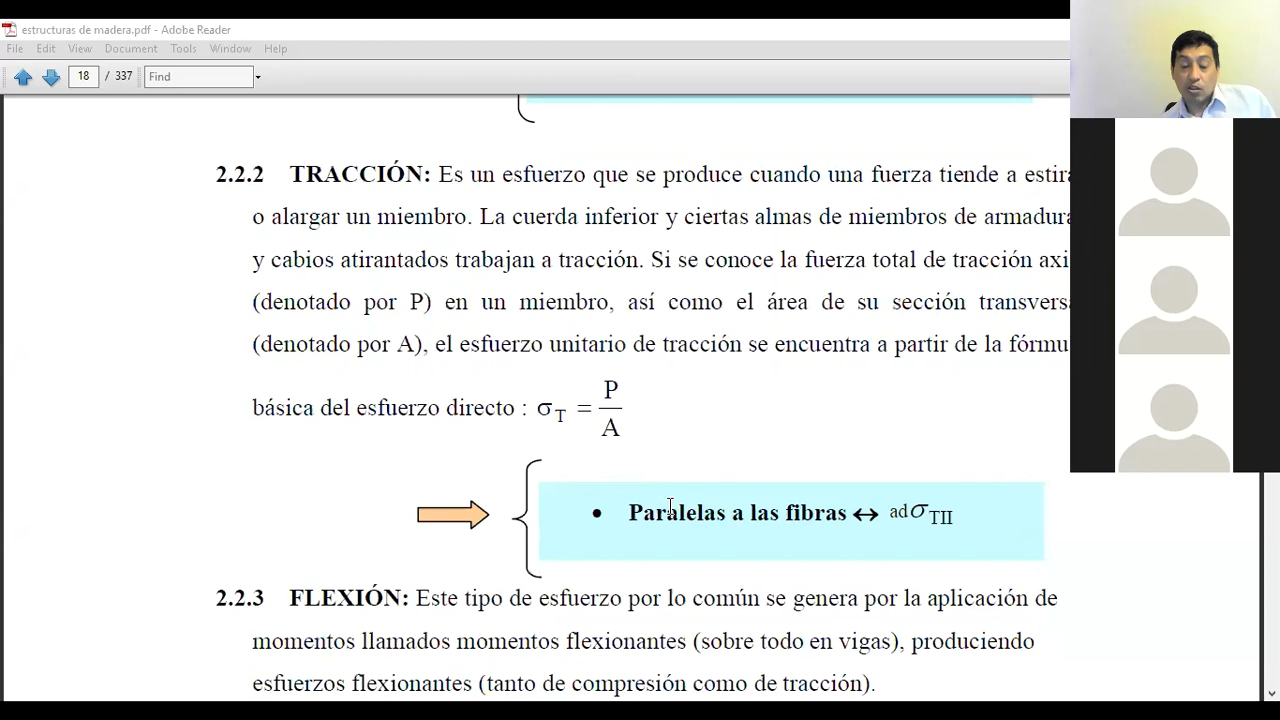 estructuras de madera.pdf - Adobe Reader
File Edit View Document Tools Window Help
18 / 337 Find
2.2.2 TRACCIÓN: Es un esfuerzo que se produce cuando una fuerza tiende a estira
o alargar un miembro. La cuerda inferior y ciertas almas de miembros de armadura
y cabios atirantados trabajan a tracción. Si se conoce la fuerza total de tracción axi
(denotado por P) en un miembro, así como el área de su sección transversa
(denotado por A), el esfuerzo unitario de tracción se encuentra a partir de la fórmu
básica del esfuerzo directo : σ_T = P/A
• Paralelas a las fibras ↔ adσ_TII
2.2.3 FLEXIÓN: Este tipo de esfuerzo por lo común se genera por la aplicación de
momentos llamados momentos flexionantes (sobre todo en vigas), produciendo
esfuerzos flexionantes (tanto de compresión como de tracción).